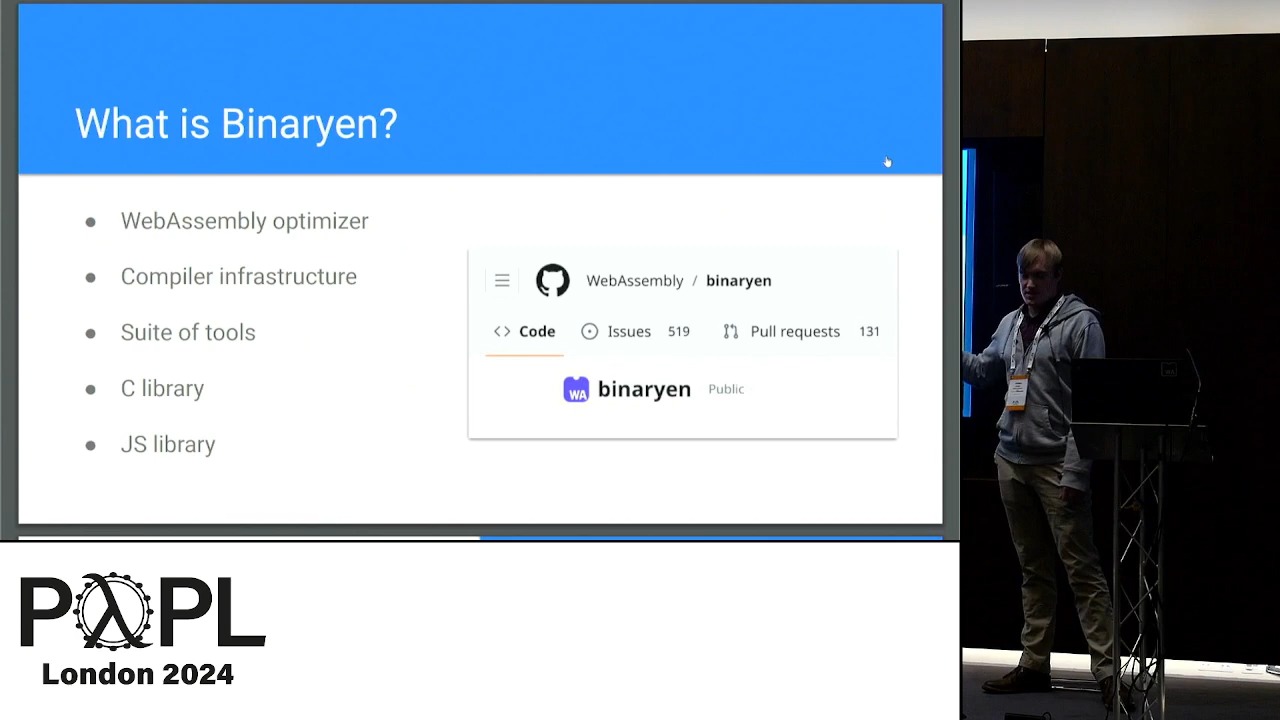 What is Binaryen?
● WebAssembly optimizer
● Compiler infrastructure
● Suite of tools
● C library
● JS library
WebAssembly / binaryen
<> Code Issues 519 Pull requests 131
WA binaryen Public
PλPL
London 2024
WA